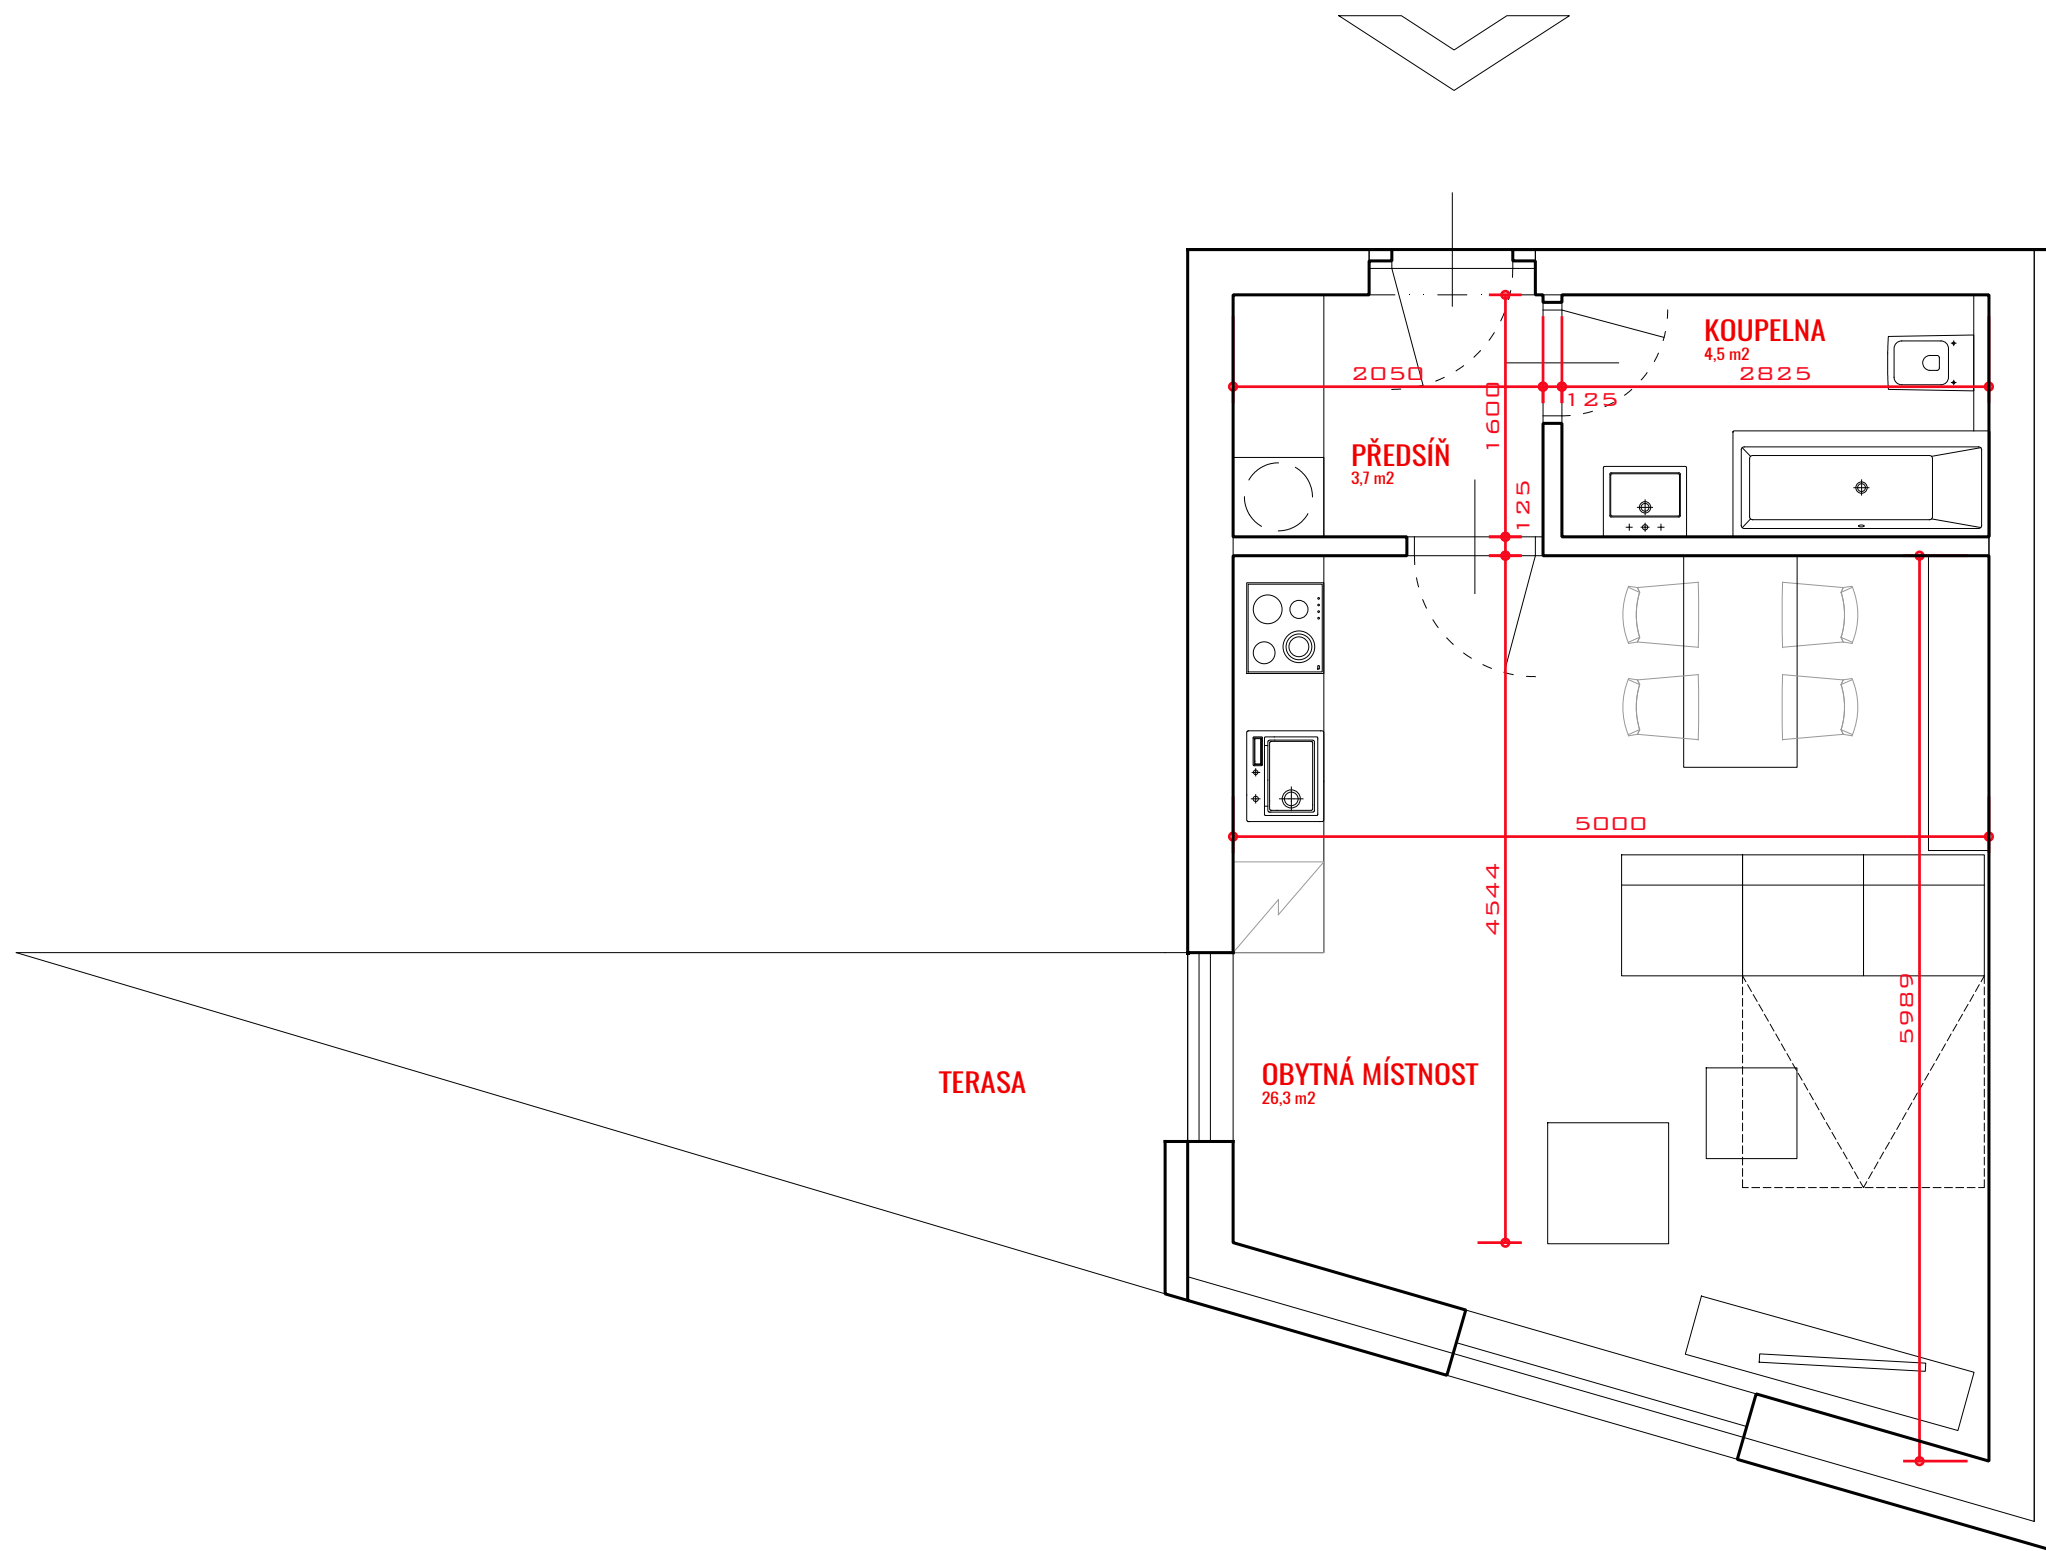 KOUPELNA
4,5 m2
2050
2825
125
1600
PŘEDSÍŇ
3,7 m2
125
5000
4544
5989
OBYTNÁ MÍSTNOST
26,3 m2
TERASA